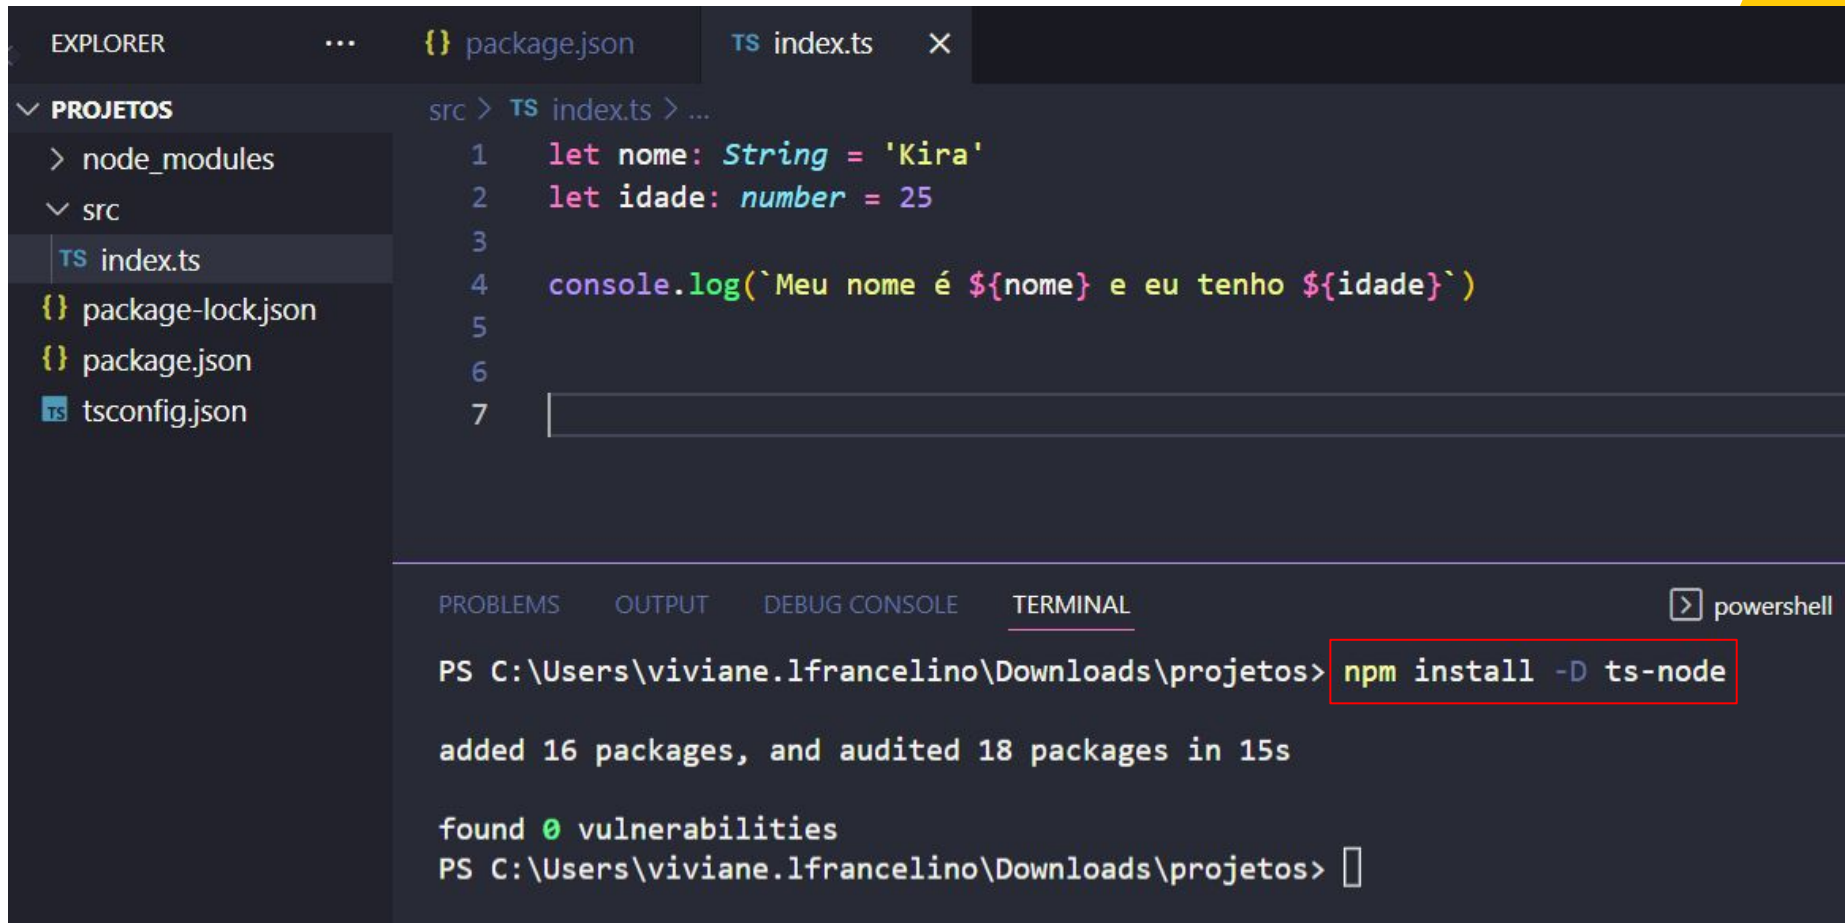 EXPLORER
···
{} package.json
TS index.ts
PROJETOS
node_modules
src
TS index.ts
{} package-lock.json
{} package.json
TS tsconfig.json
src > TS index.ts > ...
1 let nome: String = 'Kira'
2 let idade: number = 25
3
4 console.log(`Meu nome é ${nome} e eu tenho ${idade}`)
5
6
7
PROBLEMS OUTPUT DEBUG CONSOLE TERMINAL
powershell
PS C:\Users\viviane.lfrancelino\Downloads\projetos> npm install -D ts-node
added 16 packages, and audited 18 packages in 15s
found 0 vulnerabilities
PS C:\Users\viviane.lfrancelino\Downloads\projetos>